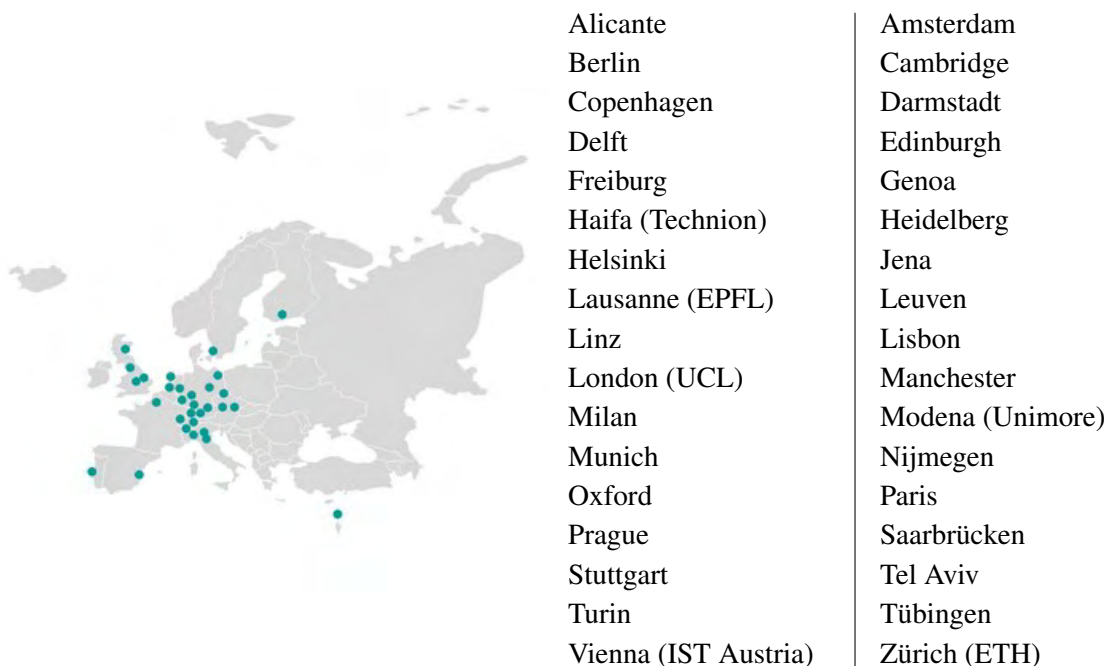 Alicante
Berlin
Copenhagen
Delft
Freiburg
Haifa (Technion)
Helsinki
Lausanne (EPFL)
Linz
London (UCL)
Milan
Munich
Oxford
Prague
Stuttgart
Turin
Vienna (IST Austria)
Amsterdam
Cambridge
Darmstadt
Edinburgh
Genoa
Heidelberg
Jena
Leuven
Lisbon
Manchester
Modena (Unimore)
Nijmegen
Paris
Saarbrücken
Tel Aviv
Tübingen
Zürich (ETH)